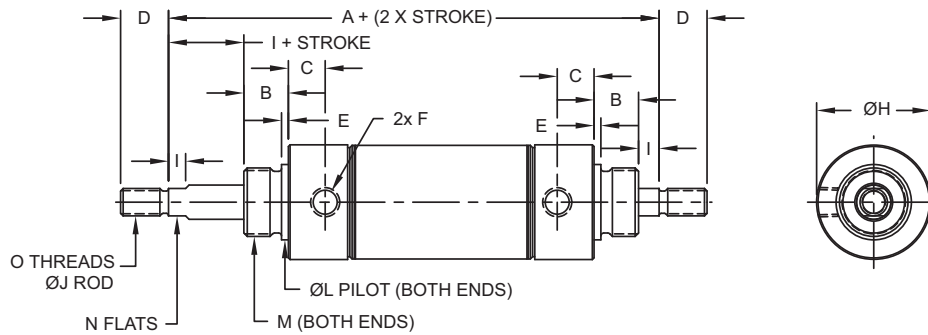 D
A + (2 X STROKE)
D
I + STROKE
C
C
B
B
E
2x F
E
ØH
I
I
O THREADS
ØJ ROD
ØL PILOT (BOTH ENDS)
N FLATS
M (BOTH ENDS)